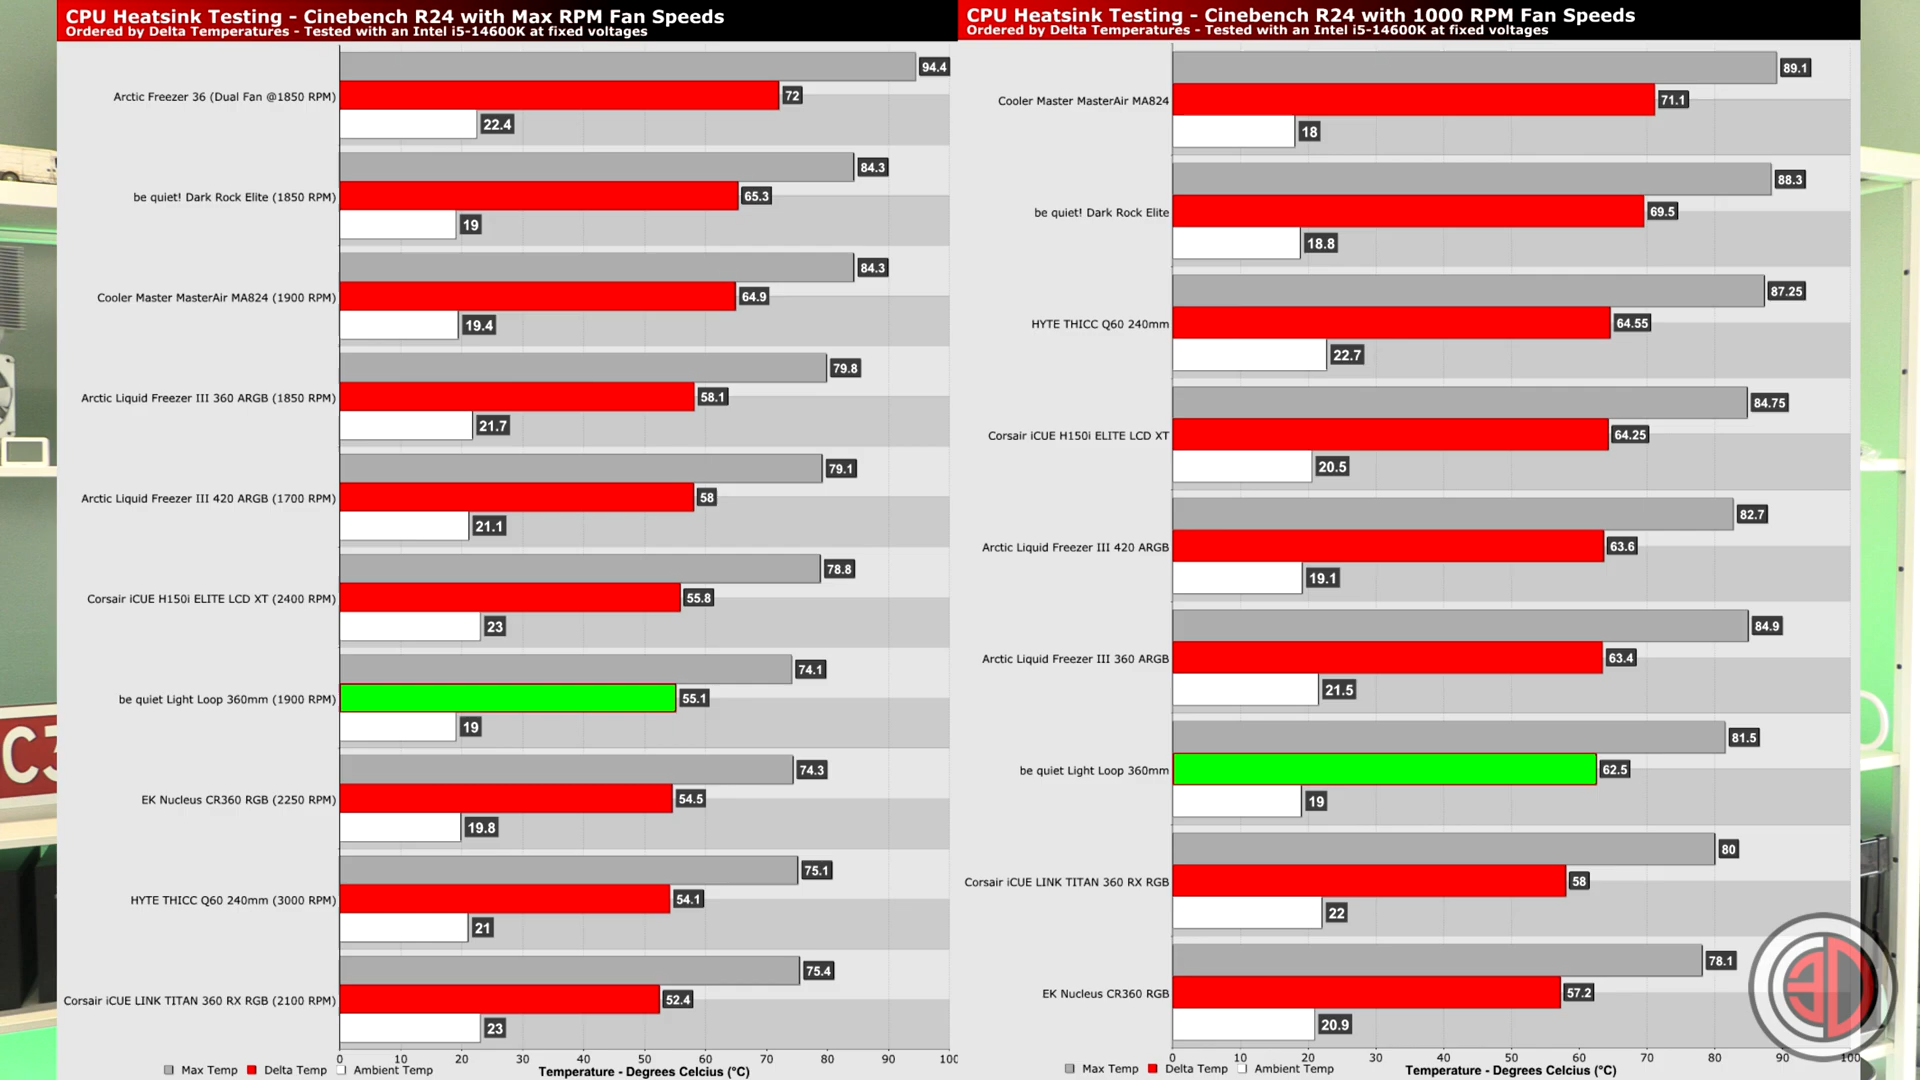 CPU Heatsink Testing - Cinebench R24 with Max RPM Fan Speeds
Ordered by Delta Temperatures - Tested with an Intel i5-14600K at fixed voltages
Arctic Freezer 36 (Dual Fan @1850 RPM)
94.4
72
22.4
be quiet! Dark Rock Elite (1850 RPM)
84.3
65.3
19
Cooler Master MasterAir MA824 (1900 RPM)
84.3
64.9
19.4
Arctic Liquid Freezer III 360 ARGB (1850 RPM)
79.8
58.1
21.7
Arctic Liquid Freezer III 420 ARGB (1700 RPM)
79.1
58
21.1
Corsair iCUE H150i ELITE LCD XT (2400 RPM)
78.8
55.8
23
be quiet Light Loop 360mm (1900 RPM)
74.1
55.1
19
EK Nucleus CR360 RGB (2250 RPM)
74.3
54.5
19.8
HYTE THICC Q60 240mm (3000 RPM)
75.1
54.1
21
Corsair iCUE LINK TITAN 360 RX RGB (2100 RPM)
75.4
52.4
23
0 10 20 30 40 50 60 70 80 90 100
Max Temp Delta Temp Ambient Temp
Temperature - Degrees Celcius (°C)
CPU Heatsink Testing - Cinebench R24 with 1000 RPM Fan Speeds
Ordered by Delta Temperatures - Tested with an Intel i5-14600K at fixed voltages
Cooler Master MasterAir MA824
89.1
71.1
18
be quiet! Dark Rock Elite
88.3
69.5
18.8
HYTE THICC Q60 240mm
87.25
64.55
22.7
Corsair iCUE H150i ELITE LCD XT
84.75
64.25
20.5
Arctic Liquid Freezer III 420 ARGB
82.7
63.6
19.1
Arctic Liquid Freezer III 360 ARGB
84.9
63.4
21.5
be quiet Light Loop 360mm
81.5
62.5
19
Corsair iCUE LINK TITAN 360 RX RGB
80
58
22
EK Nucleus CR360 RGB
78.1
57.2
20.9
0 10 20 30 40 50 60 70 80 90 100
Max Temp Delta Temp Ambient Temp
Temperature - Degrees Celcius (°C)
3D